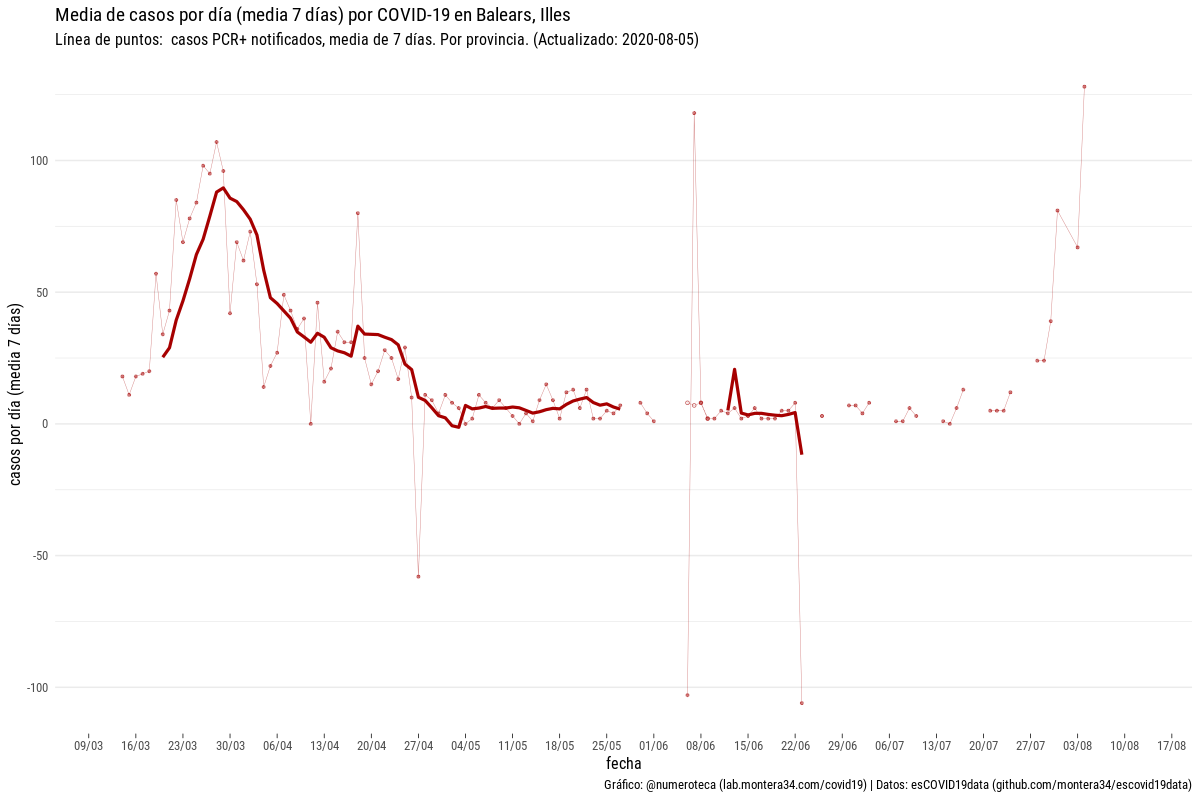 Media de casos por día (media 7 días) por COVID-19 en Balears, Illes
Línea de puntos:  casos PCR+ notificados, media de 7 días. Por provincia. (Actualizado: 2020-08-05)
casos por día (media 7 días)
100
50
0
-50
-100
09/03 16/03 23/03 30/03 06/04 13/04 20/04 27/04 04/05 11/05 18/05 25/05 01/06 08/06 15/06 22/06 29/06 06/07 13/07 20/07 27/07 03/08 10/08 17/08
fecha
Gráfico: @numeroteca (lab.montera34.com/covid19) | Datos: esCOVID19data (github.com/montera34/escovid19data)